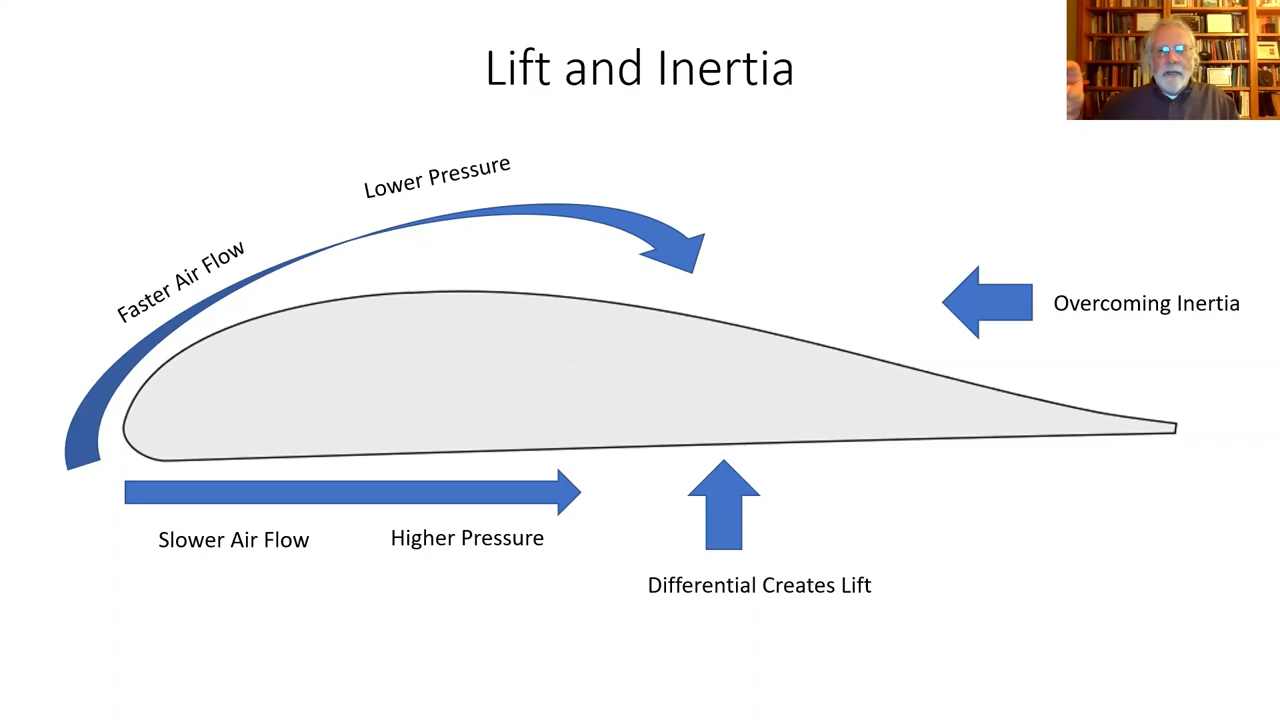 Lift and Inertia
Lower Pressure
Faster Air Flow
Overcoming Inertia
Slower Air Flow
Higher Pressure
Differential Creates Lift